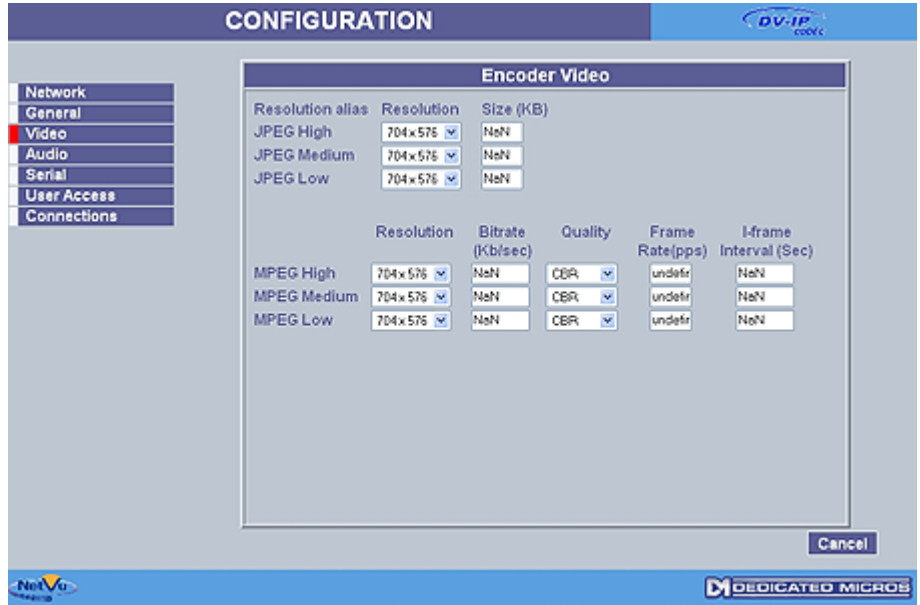 CONFIGURATION
DV-IP codec
Network
General
Video
Audio
Serial
User Access
Connections
Encoder Video
Resolution alias Resolution Size (KB)
JPEG High 704x576 NaN
JPEG Medium 704x576 NaN
JPEG Low 704x576 NaN
Resolution Bitrate (Kb/sec) Quality Frame Rate(pps) I-frame Interval (Sec)
MPEG High 704x576 NaN CBR undefir NaN
MPEG Medium 704x576 NaN CBR undefir NaN
MPEG Low 704x576 NaN CBR undefir NaN
Cancel
NetVu
DEDICATED MICROS